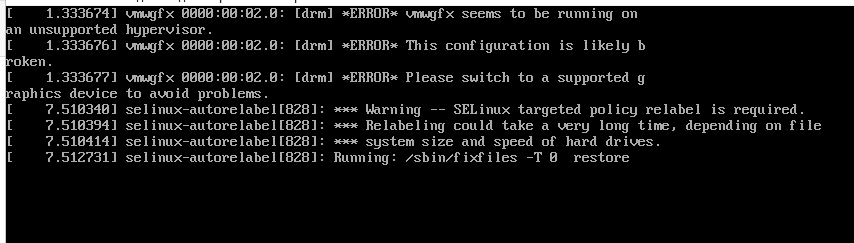 [    1.333674] vmwgfx 0000:00:02.0: [drm] *ERROR* vmwgfx seems to be running on
an unsupported hypervisor.
[    1.333676] vmwgfx 0000:00:02.0: [drm] *ERROR* This configuration is likely b
roken.
[    1.333677] vmwgfx 0000:00:02.0: [drm] *ERROR* Please switch to a supported g
raphics device to avoid problems.
[    7.510340] selinux-autorelabel[828]: *** Warning -- SELinux targeted policy relabel is required.
[    7.510394] selinux-autorelabel[828]: *** Relabeling could take a very long time, depending on file
[    7.510414] selinux-autorelabel[828]: *** system size and speed of hard drives.
[    7.512731] selinux-autorelabel[828]: Running: /sbin/fixfiles -T 0  restore